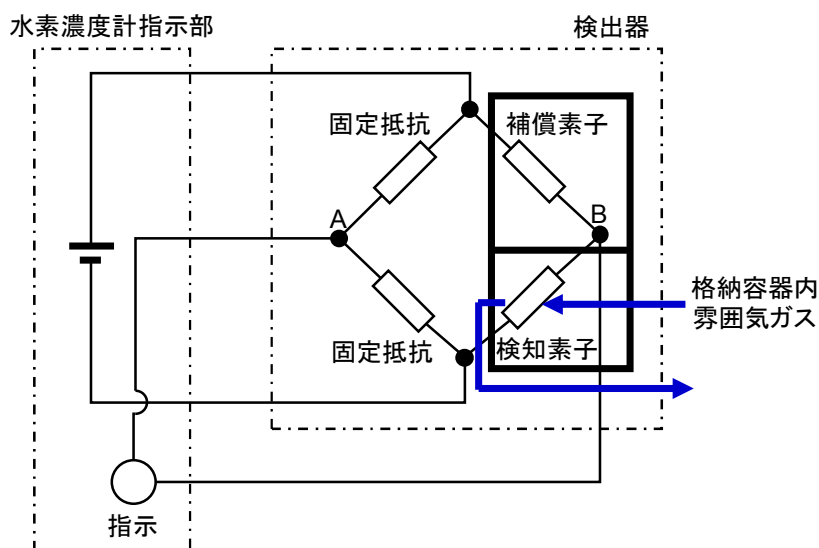 水素濃度計指示部
検出器
固定抵抗
補償素子
A
B
格納容器内
雰囲気ガス
固定抵抗
検知素子
指示